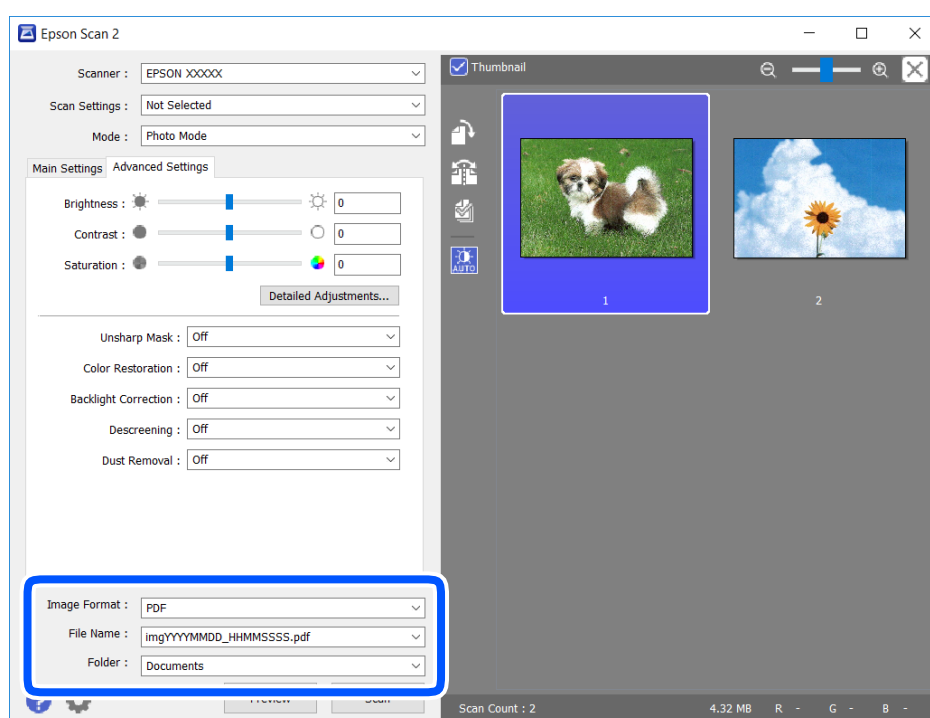 Epson Scan 2
Scanner : EPSON XXXXX
Scan Settings : Not Selected
Mode : Photo Mode
Main Settings Advanced Settings
Brightness : 0
Contrast : 0
Saturation : 0
Detailed Adjustments...
Unsharp Mask : Off
Color Restoration : Off
Backlight Correction : Off
Descreening : Off
Dust Removal : Off
Image Format : PDF
File Name : imgYYYYMMDD_HHMMSSSS.pdf
Folder : Documents
Preview Scan
Thumbnail
AUTO
1
2
Scan Count : 2 4.32 MB R - G - B -